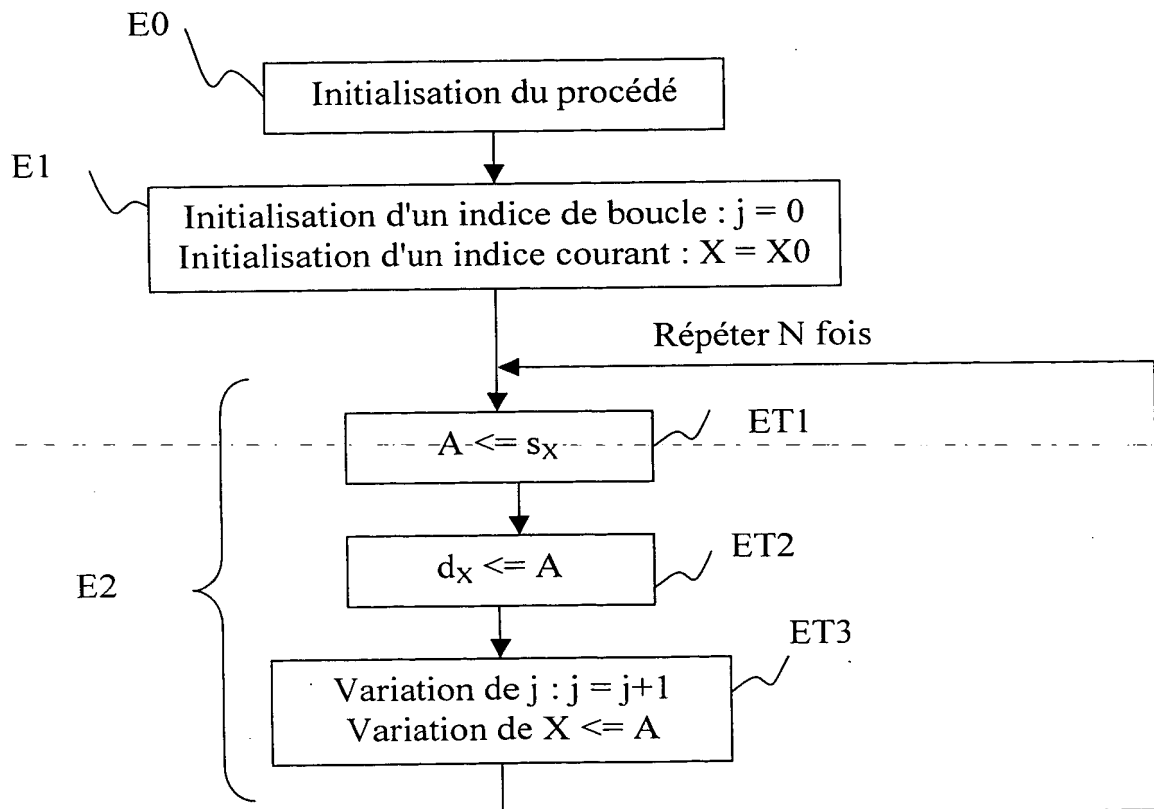 E0
Initialisation du procédé
E1
Initialisation d'un indice de boucle : j = 0
Initialisation d'un indice courant : X = X0
Répéter N fois
ET1
A <= sX
ET2
dX <= A
E2
ET3
Variation de j : j = j+1
Variation de X <= A